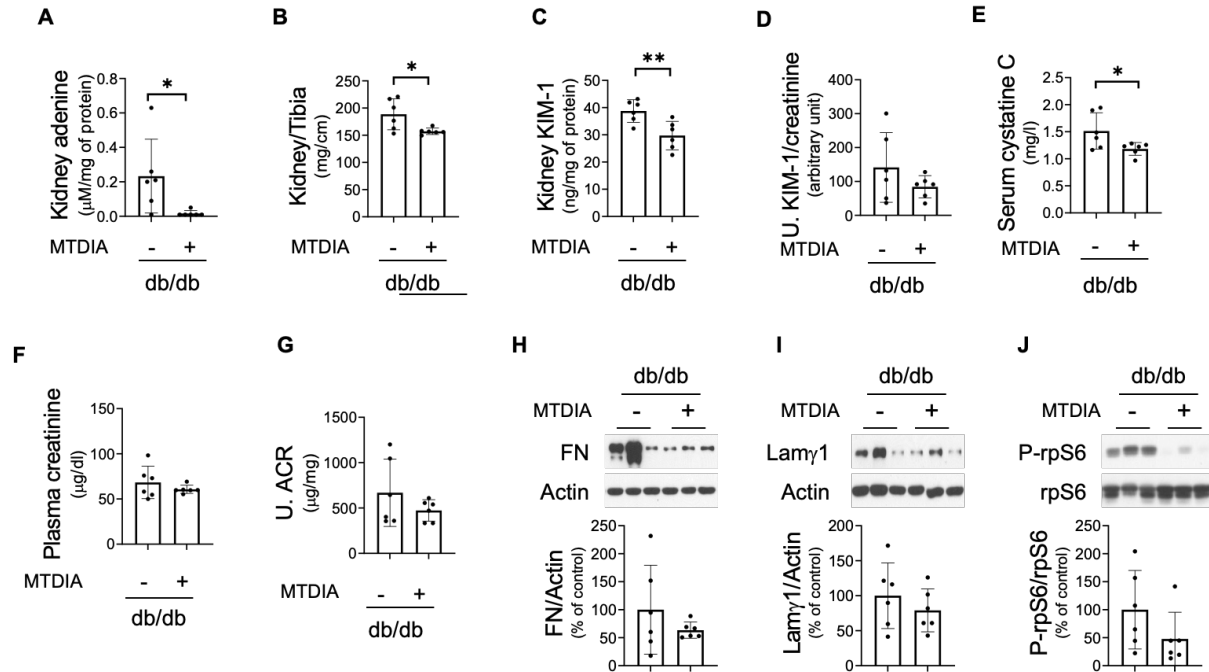 A
Kidney adenine
(μM/mg of protein)
0.8
0.6
0.4
0.2
0.0
*
MTDIA - +
db/db
B
Kidney/Tibia
(mg/cm)
250
200
150
100
50
0
*
MTDIA - +
db/db
C
Kidney KIM-1
(ng/mg of protein)
50
40
30
20
10
0
**
MTDIA - +
db/db
D
U. KIM-1/creatinine
(arbitrary unit)
400
300
200
100
0
MTDIA - +
db/db
E
Serum cystatine C
(mg/l)
2.5
2.0
1.5
1.0
0.5
0.0
*
MTDIA - +
db/db
F
Plasma creatinine
(μg/dl)
150
100
50
0
MTDIA - +
db/db
G
U. ACR
(μg/mg)
1500
1000
500
0
MTDIA - +
db/db
H
db/db
MTDIA - +
FN
Actin
FN/Actin
(% of control)
250
200
150
100
50
0
I
db/db
MTDIA - +
Lamγ1
Actin
Lamγ1/Actin
(% of control)
200
150
100
50
0
J
db/db
MTDIA - +
P-rpS6
rpS6
P-rpS6/rpS6
(% of control)
250
200
150
100
50
0